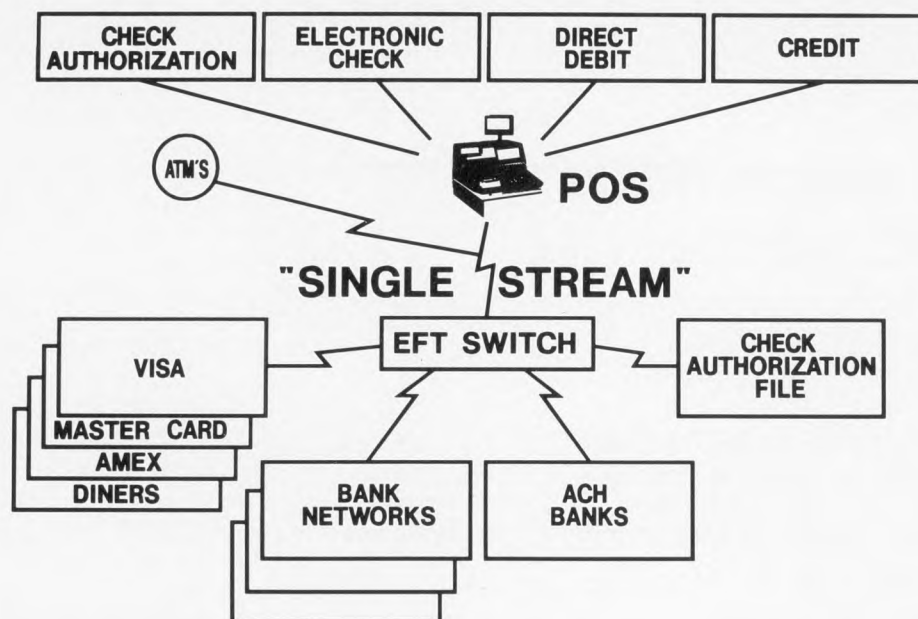 CHECK
AUTHORIZATION
ELECTRONIC
CHECK
DIRECT
DEBIT
CREDIT
ATM'S
POS
"SINGLE STREAM"
EFT SWITCH
VISA
MASTER CARD
AMEX
DINERS
CHECK
AUTHORIZATION
FILE
BANK
NETWORKS
ACH
BANKS